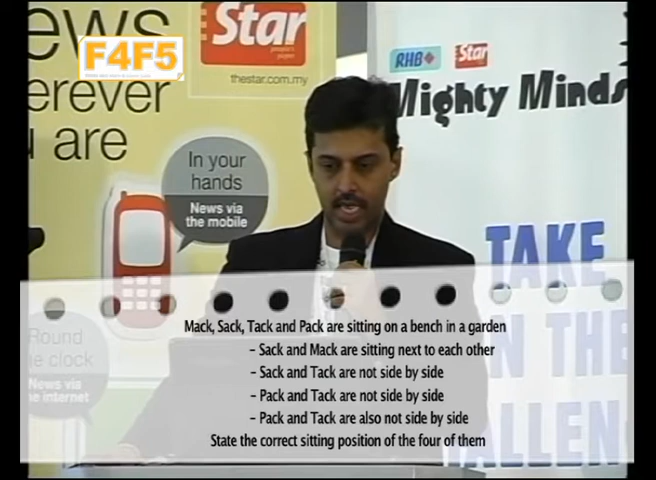 ews
erever
u are
F4F5
Star
people's paper
thestar.com.my
RHB
Star
Mighty Minds
In your
hands
News via
the mobile
TAKE
N THE
ALLEN
Round
e clock
News via
e internet
Mack, Sack, Tack and Pack are sitting on a bench in a garden
– Sack and Mack are sitting next to each other
– Sack and Tack are not side by side
– Pack and Tack are not side by side
– Pack and Tack are also not side by side
State the correct sitting position of the four of them